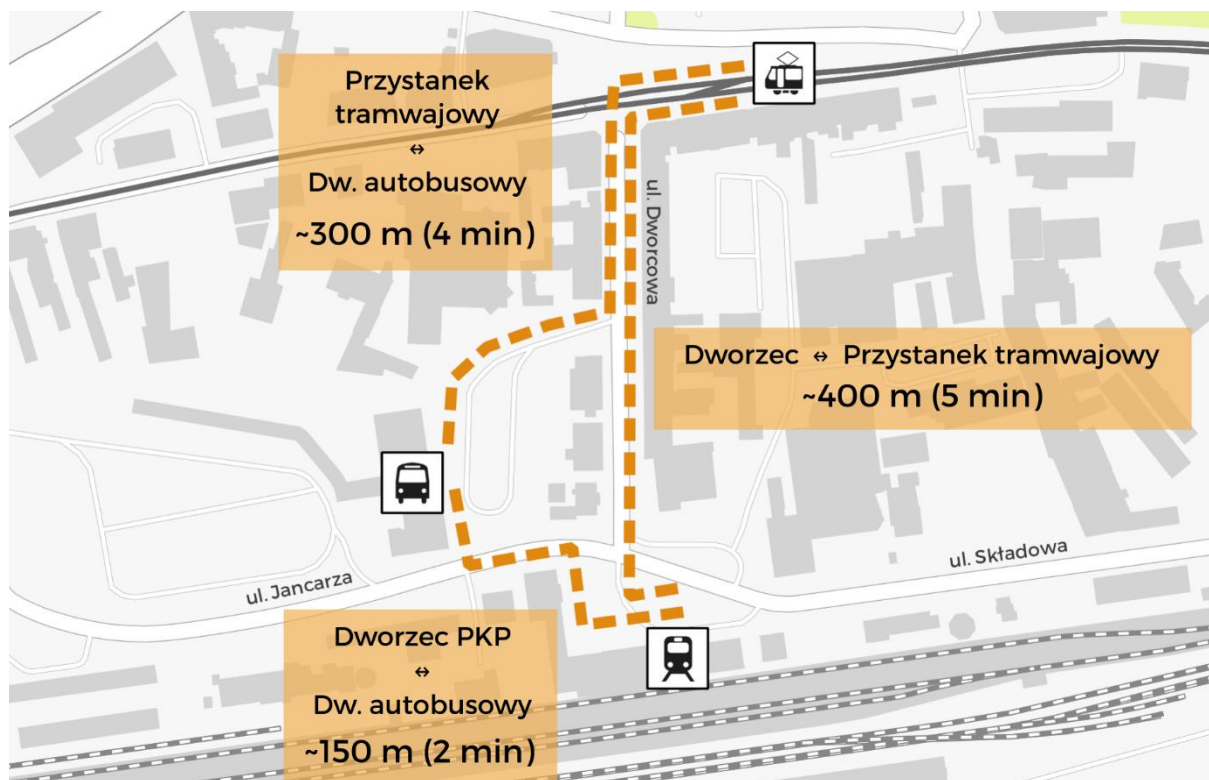 Przystanek
tramwajowy
⇔
Dw. autobusowy
~300 m (4 min)
ul. Dworcowa
Dworzec ⇔ Przystanek tramwajowy
~400 m (5 min)
ul. Jancarza
ul. Składowa
Dworzec PKP
⇔
Dw. autobusowy
~150 m (2 min)